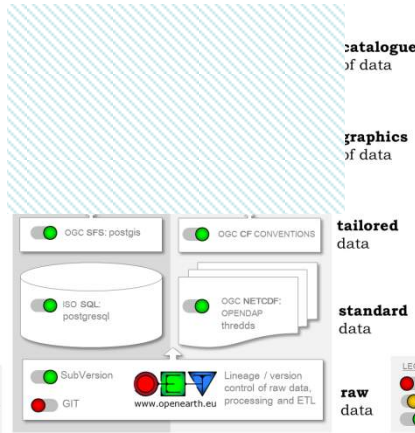 catalogue
of data
graphics
of data
OGC SFS: postgis
OGC CF CONVENTIONS
tailored
data
ISO SQL:
postgresql
OGC NETCDF:
OPENDAP
thredds
standard
data
SubVersion
GIT
E
www.openearth.eu
Lineage / version
control of raw data,
processing and ETL
raw
data